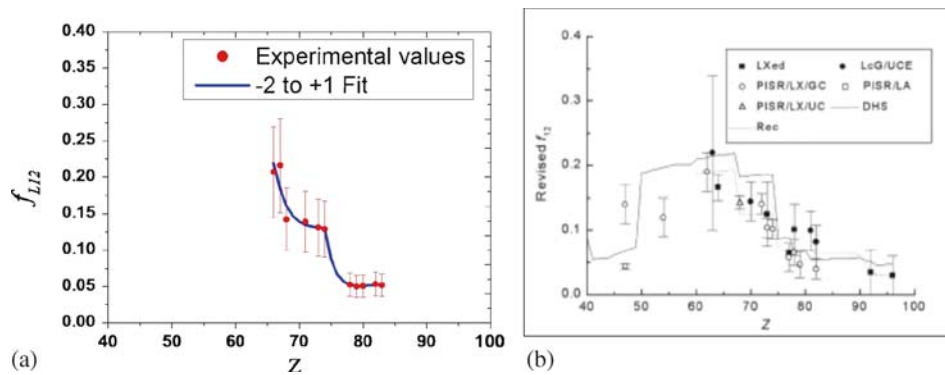 0.40
0.35
0.30
0.25
0.20
0.15
0.10
0.05
0.00
f_L12
Experimental values
-2 to +1 Fit
40 50 60 70 80 90 100
Z
(a)
(b)
0.4
0.3
0.2
0.1
0.0
Revised f₁₂
LXed LcG/UCE
PISR/LX/GC PISR/LA
PISR/LX/UC DHS
Rec
40 50 60 70 80 90 100
Z